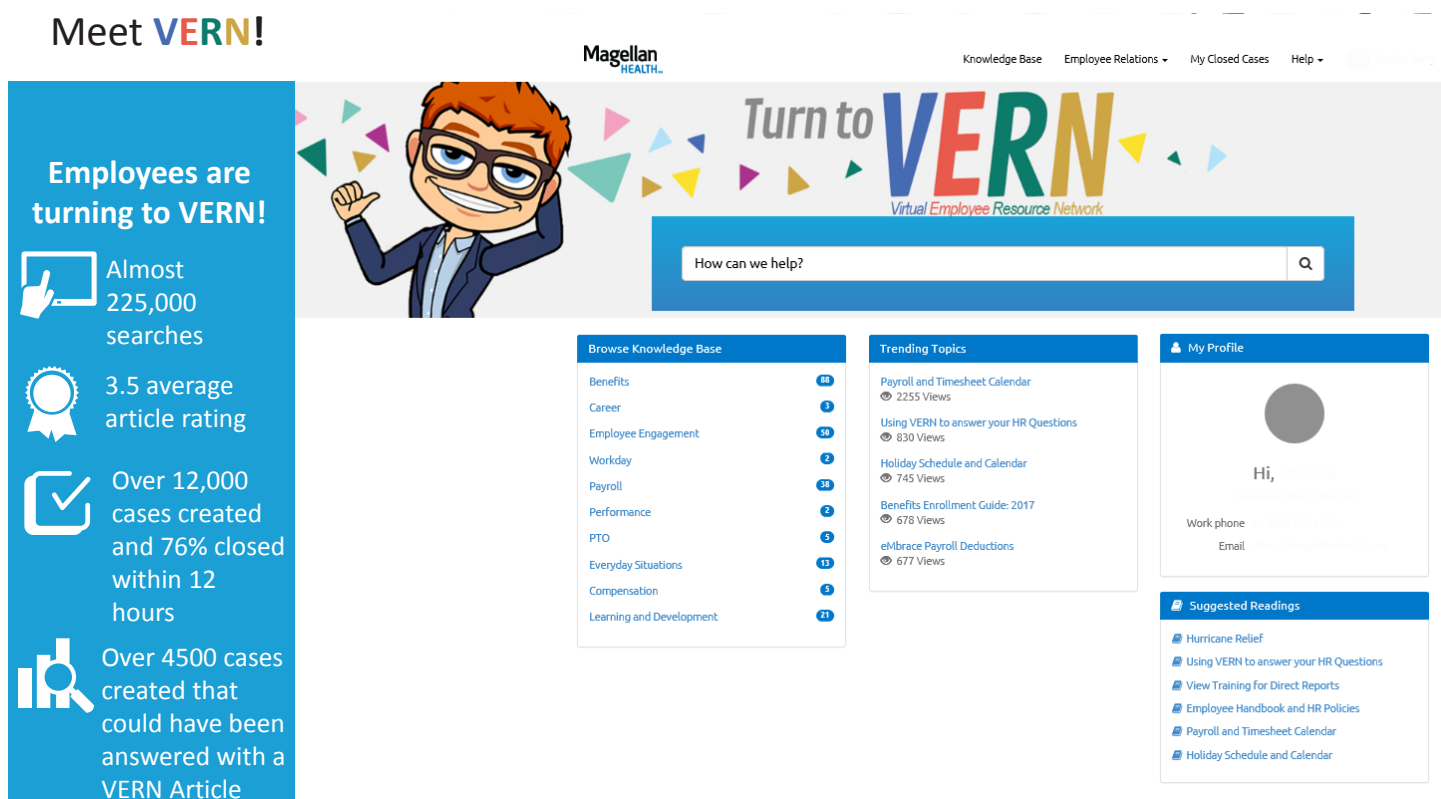 Meet VERN!
Employees are
turning to VERN!
Almost
225,000
searches
3.5 average
article rating
Over 12,000
cases created
and 76% closed
within 12
hours
Over 4500 cases
created that
could have been
answered with a
VERN Article
Magellan
HEALTH
Knowledge Base Employee Relations My Closed Cases Help
Turn to VERN
Virtual Employee Resource Network
How can we help?
Browse Knowledge Base
Benefits 88
Career 3
Employee Engagement 50
Workday 2
Payroll 38
Performance 2
PTO 5
Everyday Situations 13
Compensation 5
Learning and Development 21
Trending Topics
Payroll and Timesheet Calendar
2255 Views
Using VERN to answer your HR Questions
830 Views
Holiday Schedule and Calendar
745 Views
Benefits Enrollment Guide: 2017
678 Views
eMbrace Payroll Deductions
677 Views
My Profile
Hi,
Work phone
Email
Suggested Readings
Hurricane Relief
Using VERN to answer your HR Questions
View Training for Direct Reports
Employee Handbook and HR Policies
Payroll and Timesheet Calendar
Holiday Schedule and Calendar